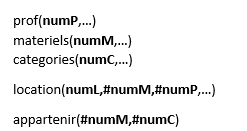 prof(numP,...)
materiels(numM,...)
categories(numC,...)
location(numL,#numM,#numP,...)
appartenir(#numM,#numC)